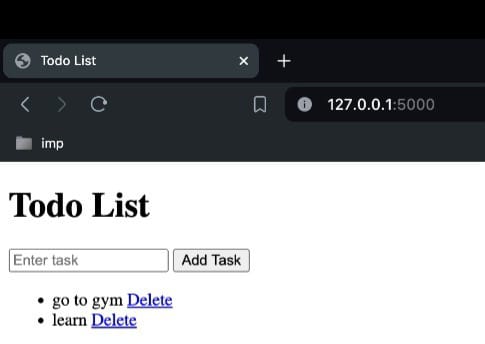 Todo List
127.0.0.1:5000
imp
Todo List
Enter task Add Task
go to gym Delete
learn Delete